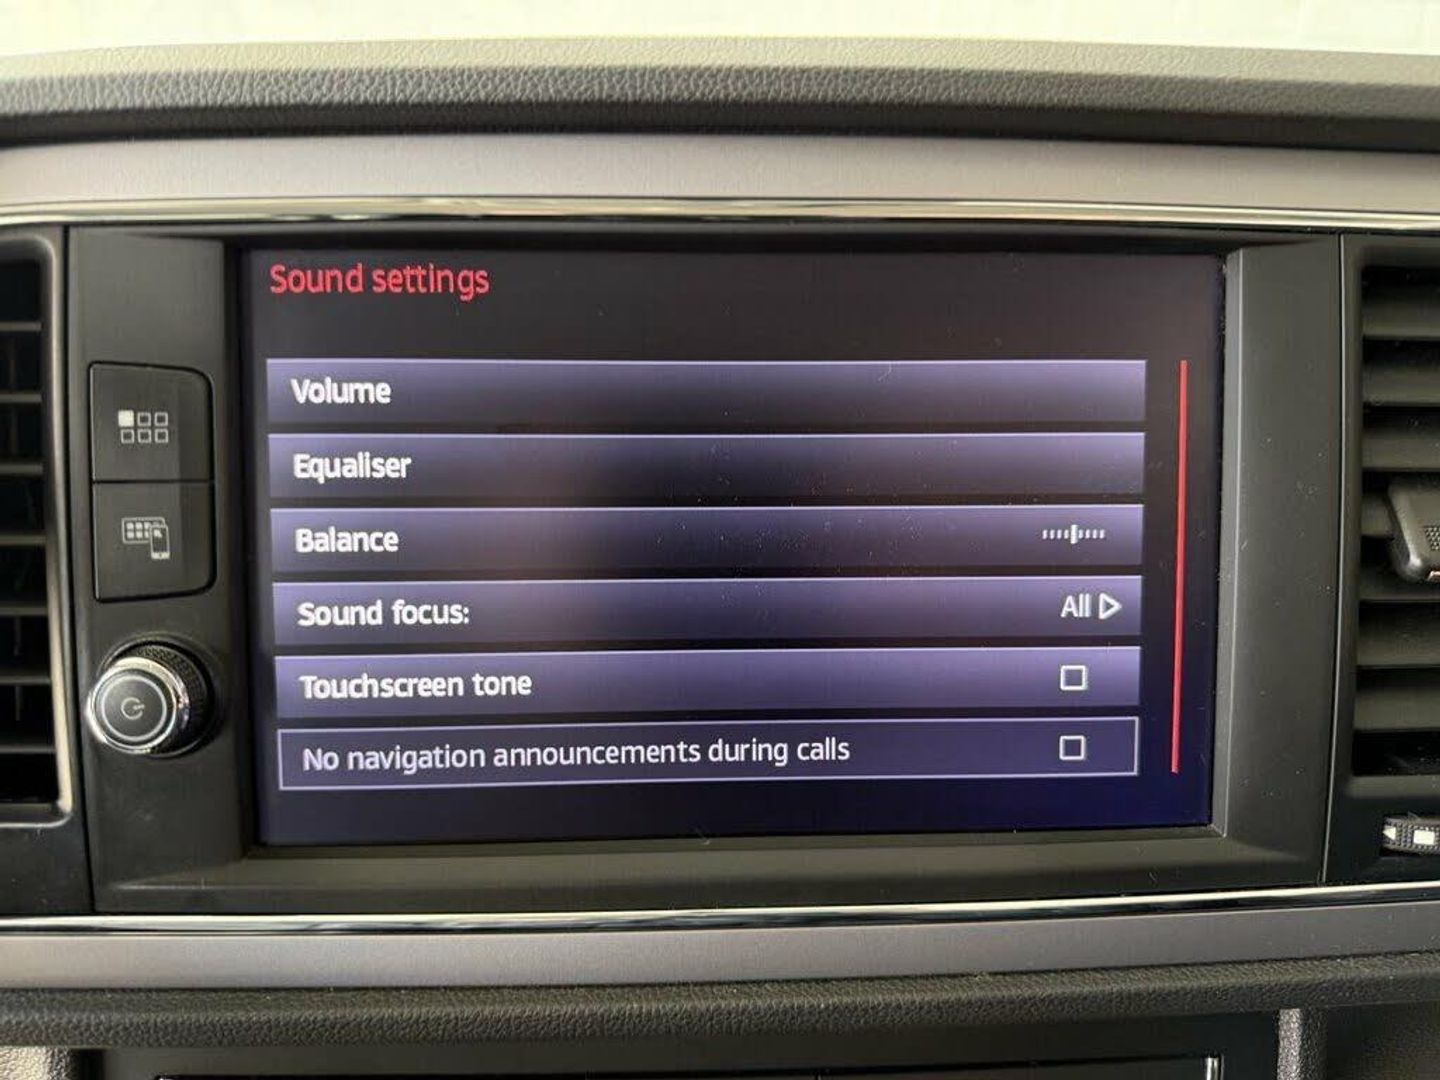 Sound settings
Volume
Equaliser
Balance
Sound focus: All
Touchscreen tone
No navigation announcements during calls